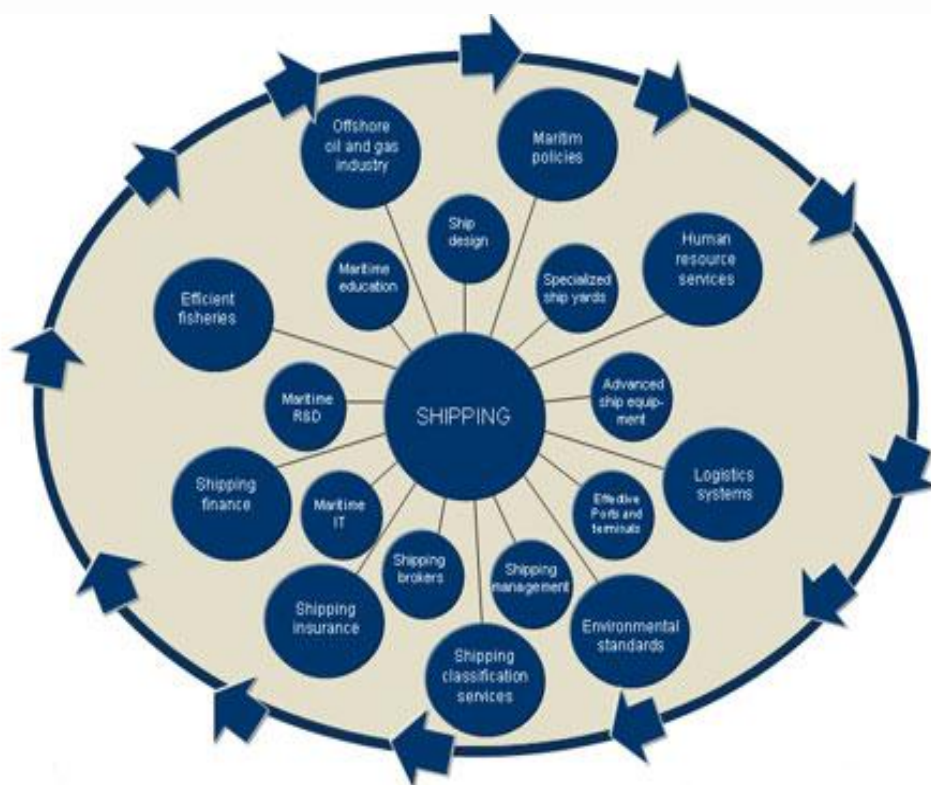 Offshore
oil and gas
industry
Maritim
policies
Ship
design
Human
resource
services
Maritime
education
Specialized
ship yards
Efficient
fisheries
Advanced
ship equip-
ment
Maritime
R&D
SHIPPING
Logistics
systems
Shipping
finance
Maritime
IT
Effective
Ports and
terminals
Shipping
brokers
Shipping
management
Shipping
insurance
Environmental
standards
Shipping
classification
services